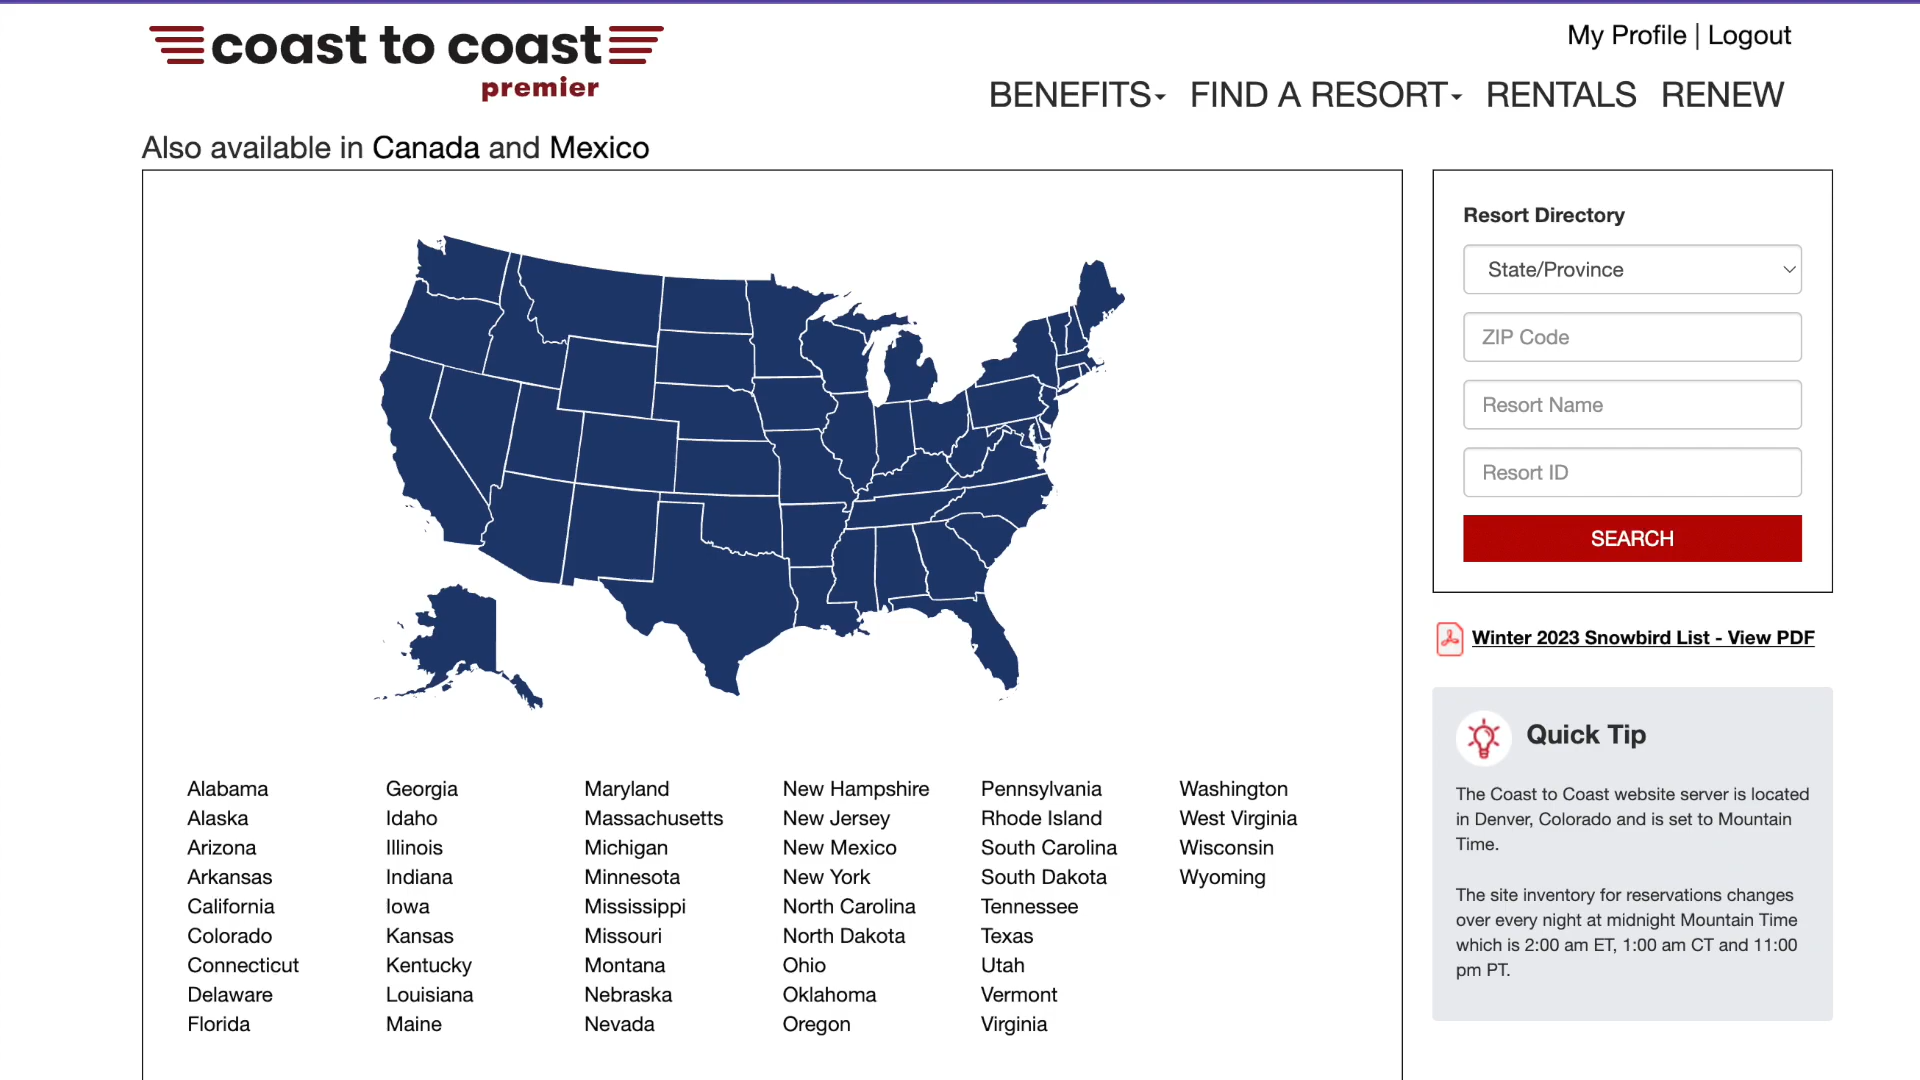 coast to coast
premier
My Profile | Logout
BENEFITS FIND A RESORT RENTALS RENEW
Also available in Canada and Mexico
Alabama
Alaska
Arizona
Arkansas
California
Colorado
Connecticut
Delaware
Florida
Georgia
Idaho
Illinois
Indiana
Iowa
Kansas
Kentucky
Louisiana
Maine
Maryland
Massachusetts
Michigan
Minnesota
Mississippi
Missouri
Montana
Nebraska
Nevada
New Hampshire
New Jersey
New Mexico
New York
North Carolina
North Dakota
Ohio
Oklahoma
Oregon
Pennsylvania
Rhode Island
South Carolina
South Dakota
Tennessee
Texas
Utah
Vermont
Virginia
Washington
West Virginia
Wisconsin
Wyoming
Resort Directory
State/Province
ZIP Code
Resort Name
Resort ID
SEARCH
Winter 2023 Snowbird List - View PDF
Quick Tip
The Coast to Coast website server is located
in Denver, Colorado and is set to Mountain
Time.
The site inventory for reservations changes
over every night at midnight Mountain Time
which is 2:00 am ET, 1:00 am CT and 11:00
pm PT.